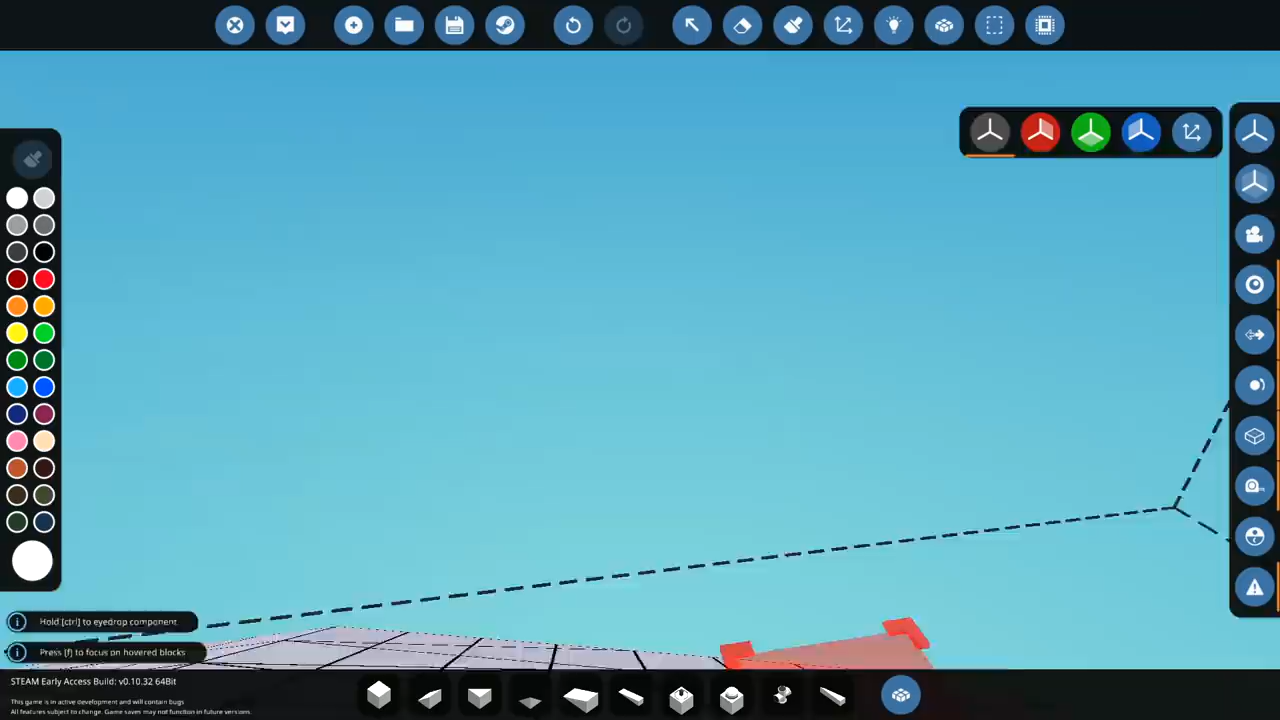 Hold [ctrl] to eyedrop component
Press [f] to focus on hovered blocks
STEAM Early Access Build: v0.10.32 64Bit
This game is in active development and will contain bugs
All features subject to change. Game saves may not function in future versions.